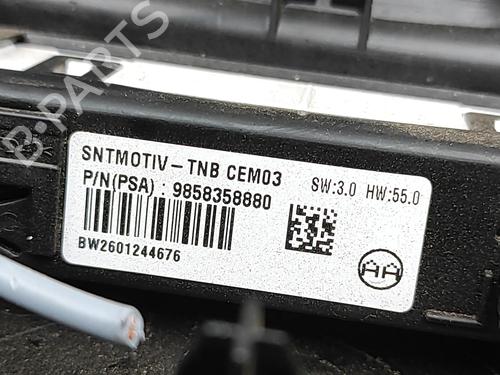 B-PARTS
SNTMOTIV-TNB CEM03 SW:3.0 HW:55.0
P/N(PSA) : 9858358880
BW2601244676
AA